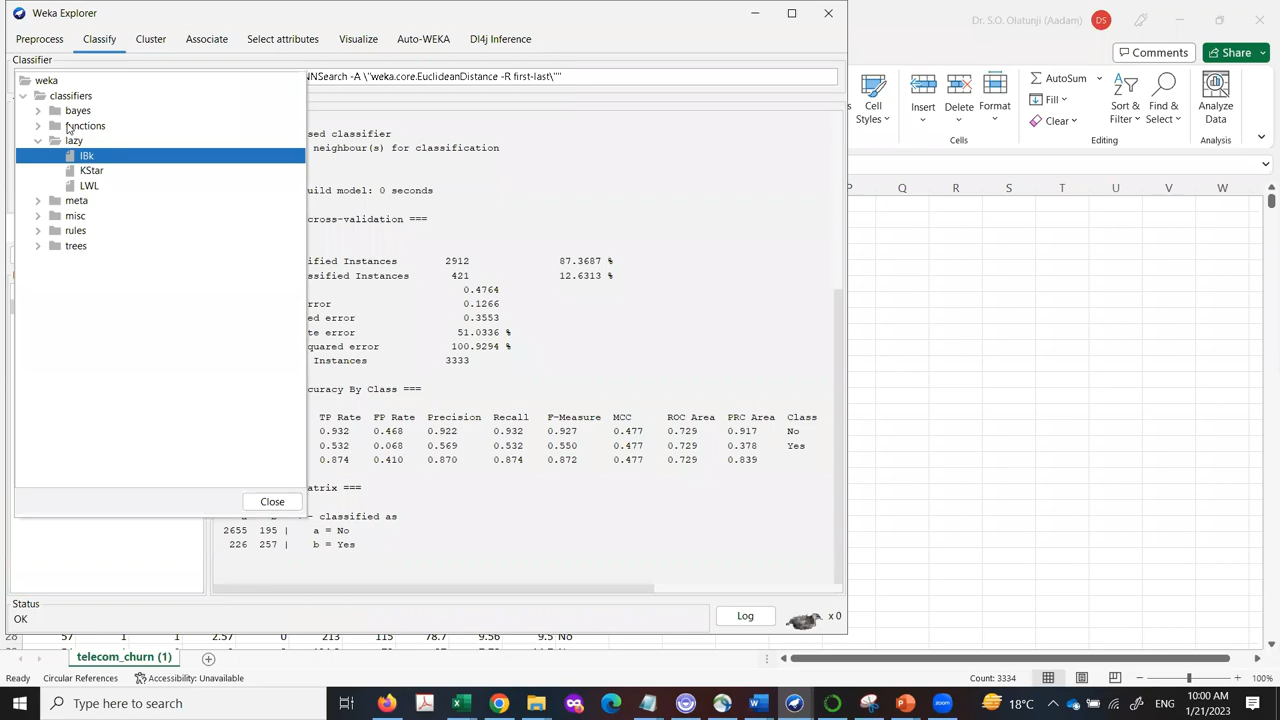 Weka Explorer
Dr. S.O. Olatunji (Aadam) DS
Preprocess Classify Cluster Associate Select attributes Visualize Auto-WEKA Dl4j Inference
Comments Share
Classifier
NNSearch -A \"weka.core.EuclideanDistance -R first-last\""
weka
classifiers
bayes
functions
lazy
IBk
KStar
LWL
meta
misc
rules
trees
Close
sed classifier
neighbour(s) for classification
uild model: 0 seconds
cross-validation ===
ified Instances 2912 87.3687 %
ssified Instances 421 12.6313 %
0.4764
rror 0.1266
ed error 0.3553
te error 51.0336 %
quared error 100.9294 %
Instances 3333
curacy By Class ===
TP Rate FP Rate Precision Recall F-Measure MCC ROC Area PRC Area Class
0.932 0.468 0.922 0.932 0.927 0.477 0.729 0.917 No
0.532 0.068 0.569 0.532 0.550 0.477 0.729 0.378 Yes
0.874 0.410 0.870 0.874 0.872 0.477 0.729 0.839
atrix ===
classified as
2655 195 | a = No
226 257 | b = Yes
Status
OK
Log
x 0
Cell Styles
Insert
Delete
Format
Cells
AutoSum
Fill
Clear
Sort & Filter
Find & Select
Editing
Analyze Data
Analysis
P Q R S T U V W
28 57 1 1 2.57 0 213 115 78.7 9.56 9.5 No
telecom_churn (1)
Ready Circular References Accessibility: Unavailable
Count: 3334
100%
Type here to search
18°C
10:00 AM
1/21/2023